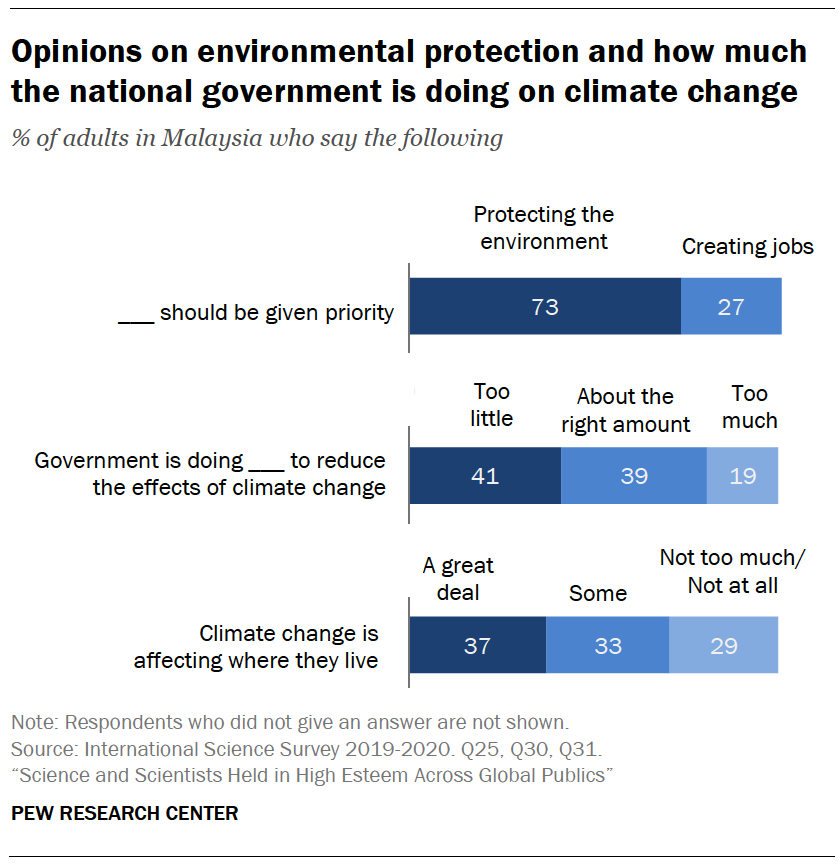 Opinions on environmental protection and how much
the national government is doing on climate change
% of adults in Malaysia who say the following
Protecting the
environment
Creating jobs
___ should be given priority
73
27
Too
little
About the
right amount
Too
much
Government is doing ___ to reduce
the effects of climate change
41
39
19
A great
deal
Some
Not too much/
Not at all
Climate change is
affecting where they live
37
33
29
Note: Respondents who did not give an answer are not shown.
Source: International Science Survey 2019-2020. Q25, Q30, Q31.
“Science and Scientists Held in High Esteem Across Global Publics”
PEW RESEARCH CENTER